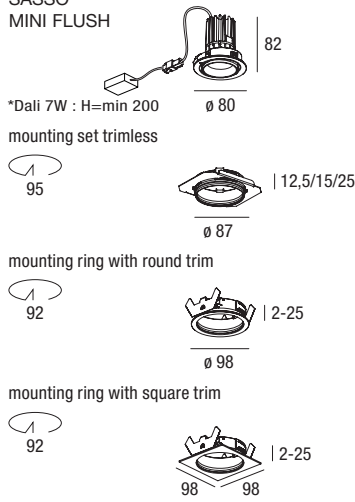 SASSO
MINI FLUSH
82
*Dali 7W : H=min 200
ø 80
mounting set trimless
95
12,5/15/25
ø 87
mounting ring with round trim
92
2-25
ø 98
mounting ring with square trim
92
2-25
98 98